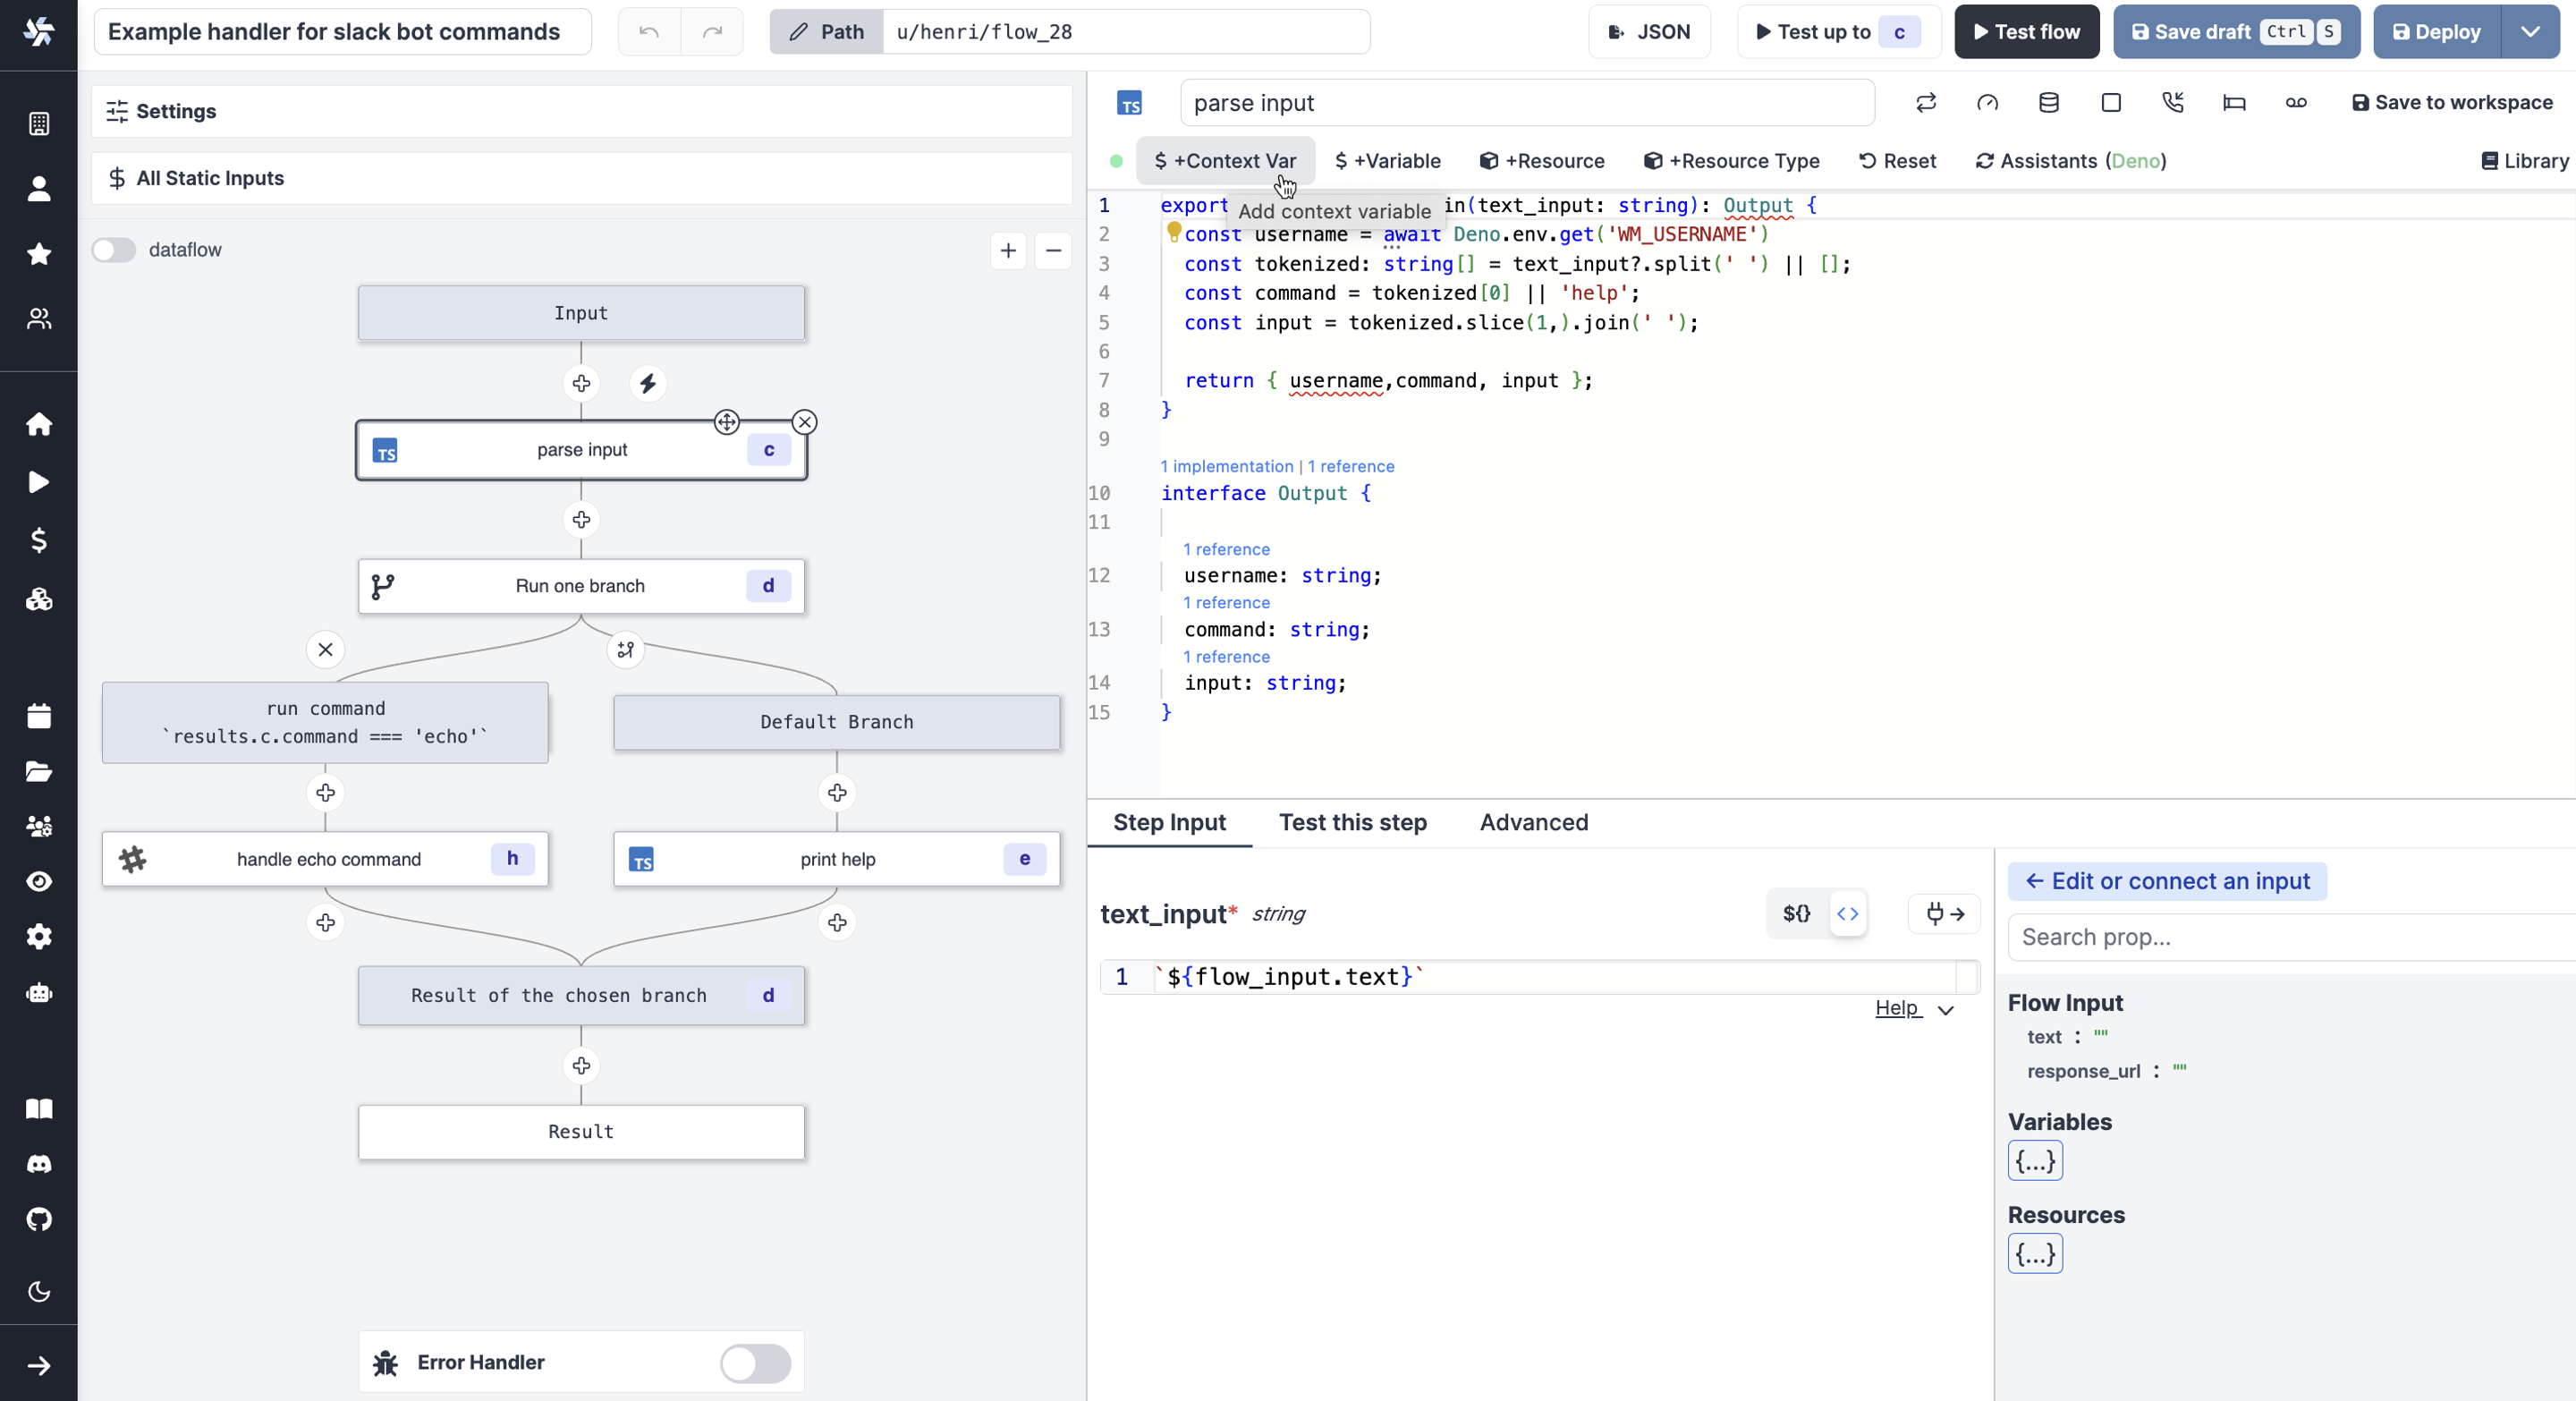 Example handler for slack bot commands
Path
u/henri/flow_28
JSON
Test up to c
Test flow
Save draft Ctrl S
Deploy
Settings
All Static Inputs
dataflow
Input
parse input c
Run one branch d
run command
`results.c.command === 'echo'`
Default Branch
handle echo command h
print help e
Result of the chosen branch d
Result
Error Handler
TS
parse input
Save to workspace
$ +Context Var
$ +Variable
+Resource
+Resource Type
Reset
Assistants (Deno)
Library
Add context variable
1 export in(text_input: string): Output {
2 const username = await Deno.env.get('WM_USERNAME')
3 const tokenized: string[] = text_input?.split(' ') || [];
4 const command = tokenized[0] || 'help';
5 const input = tokenized.slice(1,).join(' ');
6
7 return { username,command, input };
8 }
9
1 implementation | 1 reference
10 interface Output {
11
1 reference
12 username: string;
1 reference
13 command: string;
1 reference
14 input: string;
15 }
Step Input
Test this step
Advanced
text_input* string
${}
<>
1 `${flow_input.text}`
Help
← Edit or connect an input
Search prop...
Flow Input
text : ""
response_url : ""
Variables
{...}
Resources
{...}